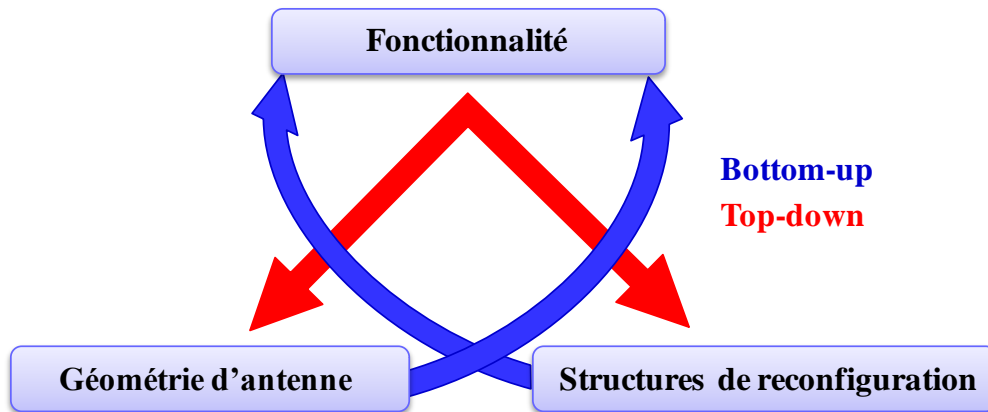 Fonctionnalité
Bottom-up
Top-down
Géométrie d'antenne
Structures de reconfiguration